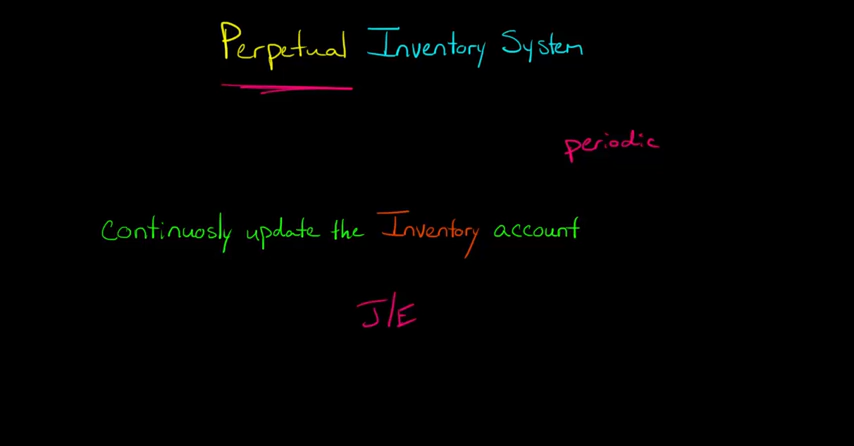 Perpetual Inventory System
periodic
Continuosly update the Inventory account
J/E